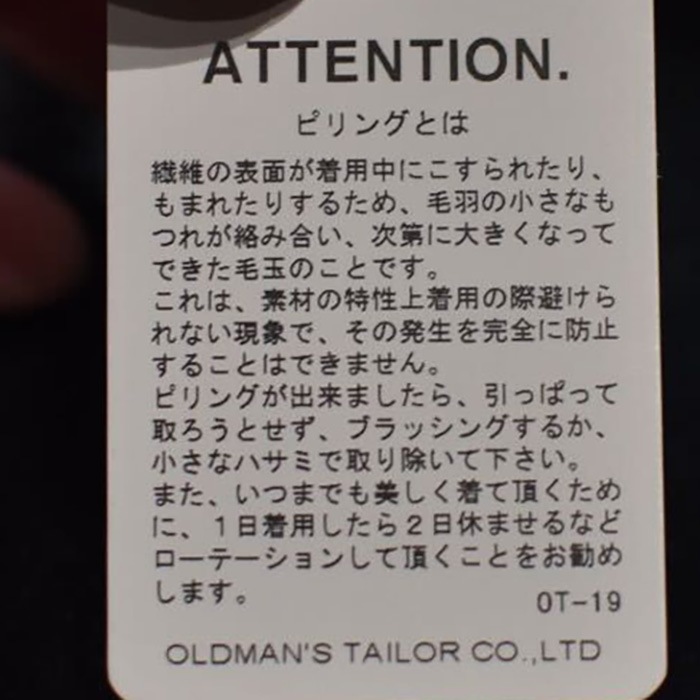 ATTENTION.
ピリングとは
繊維の表面が着用中にこすられたり、
もまれたりするため、毛羽の小さなも
つれが絡み合い、次第に大きくなって
できた毛玉のことです。
これは、素材の特性上着用の際避けら
れない現象で、その発生を完全に防止
することはできません。
ピリングが出来ましたら、引っぱって
取ろうとせず、ブラッシングするか、
小さなハサミで取り除いて下さい。
また、いつまでも美しく着て頂くため
に、1日着用したら2日休ませるなど
ローテーションして頂くことをお勧め
します。
OT-19
OLDMAN'S TAILOR CO.,LTD